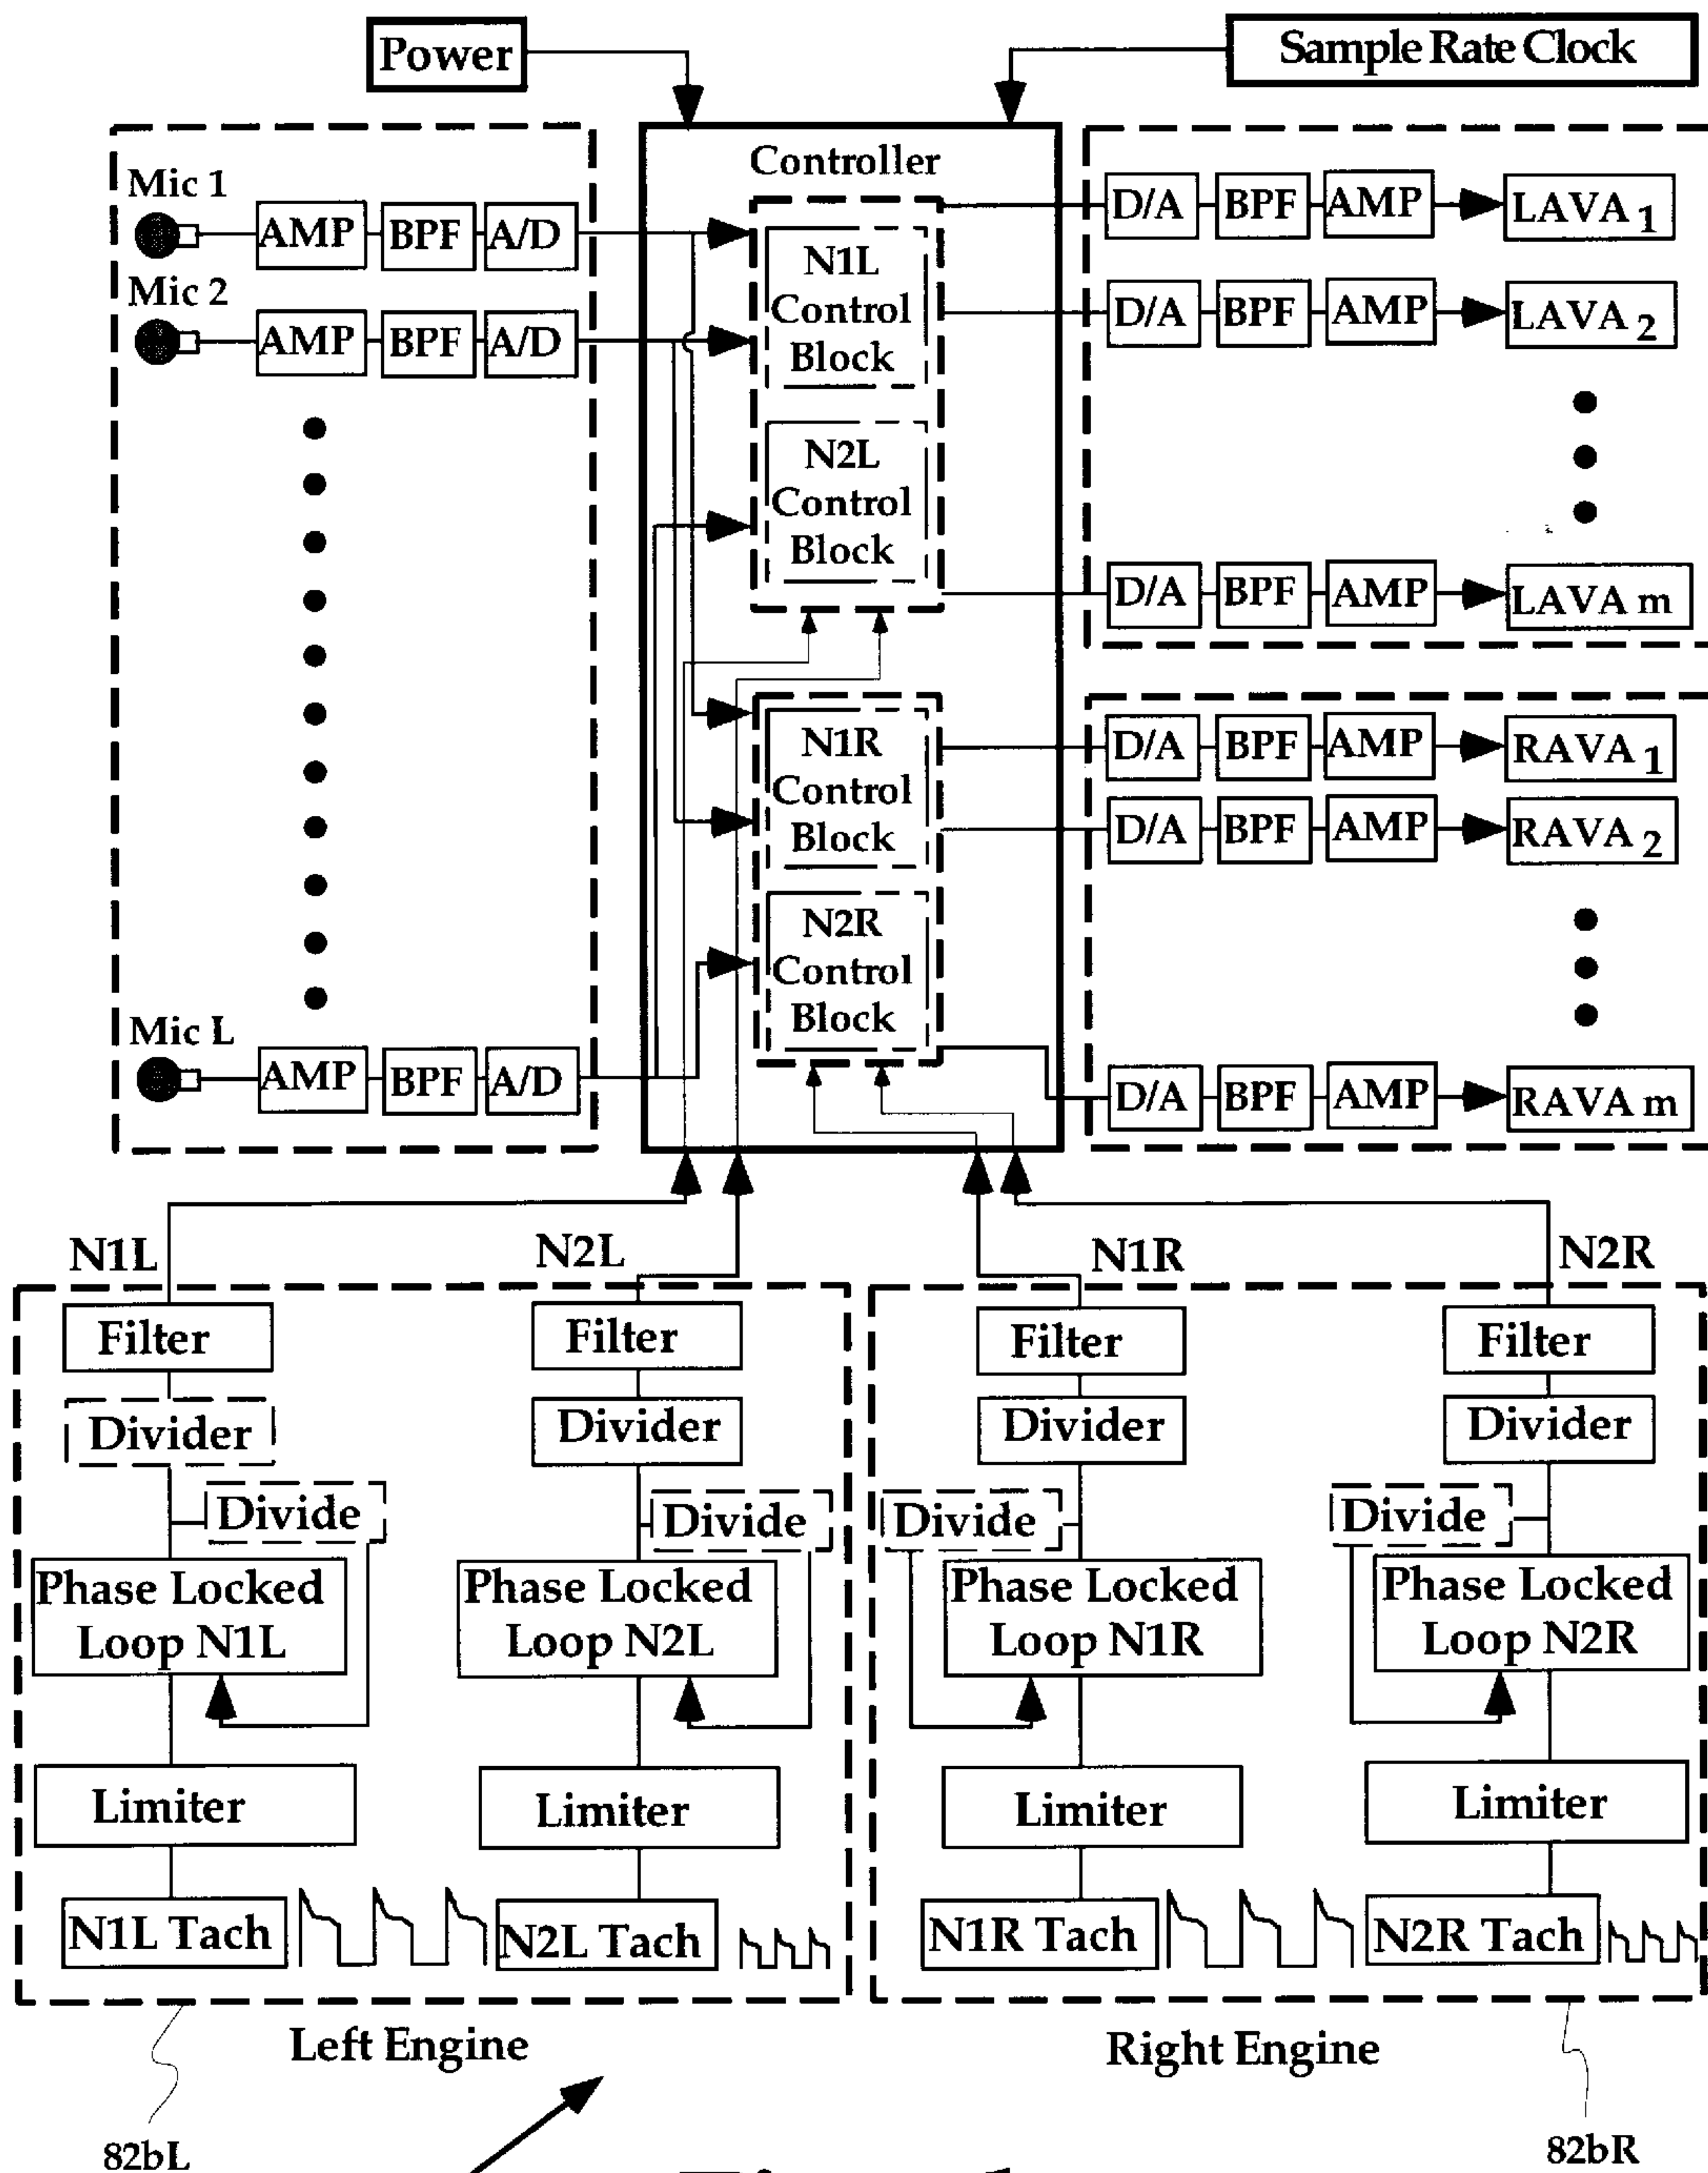 Power
Sample Rate Clock
Controller
Mic 1
AMP BPF A/D
Mic 2
AMP BPF A/D
Mic L
AMP BPF A/D
N1L
Control
Block
N2L
Control
Block
N1R
Control
Block
N2R
Control
Block
D/A BPF AMP LAVA 1
D/A BPF AMP LAVA 2
D/A BPF AMP LAVA m
D/A BPF AMP RAVA 1
D/A BPF AMP RAVA 2
D/A BPF AMP RAVA m
N1L
N2L
N1R
N2R
Filter
Divider
Divide
Phase Locked
Loop N1L
Limiter
N1L Tach
Filter
Divider
Divide
Phase Locked
Loop N2L
Limiter
N2L Tach
Filter
Divider
Divide
Phase Locked
Loop N1R
Limiter
N1R Tach
Filter
Divider
Divide
Phase Locked
Loop N2R
Limiter
N2R Tach
Left Engine
Right Engine
82bL
82bR